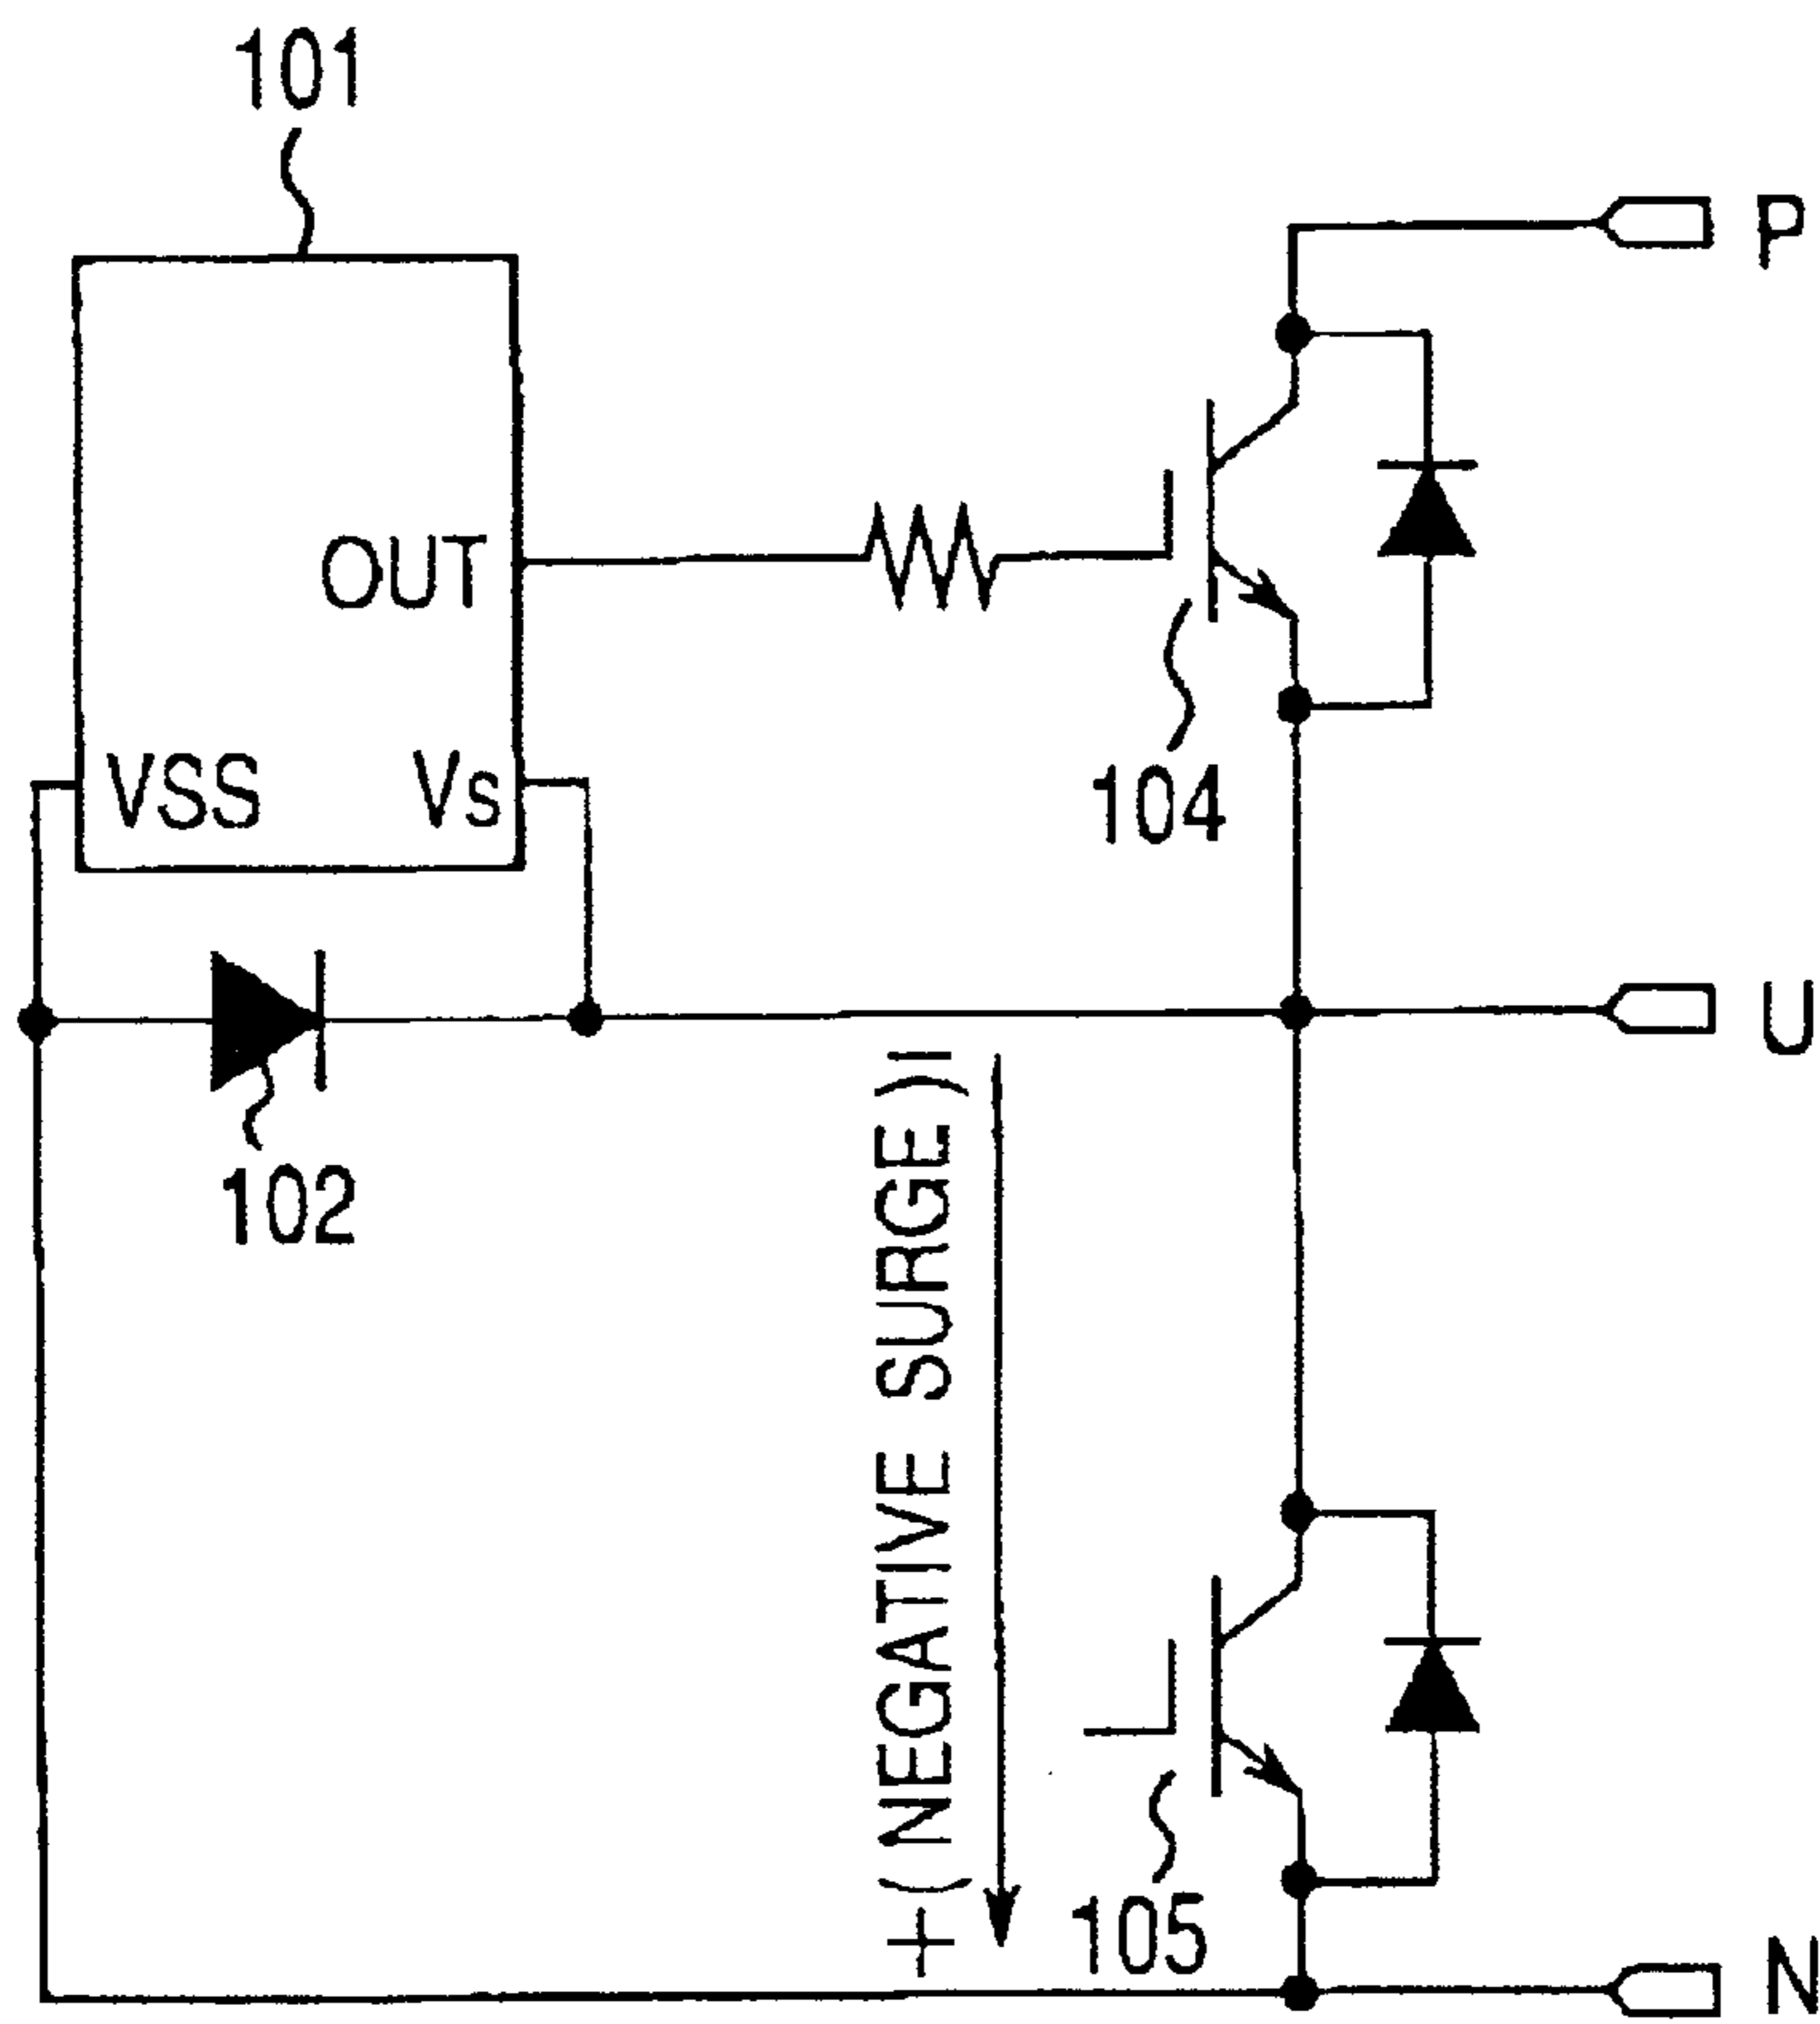 101
P
OUT
VSS
Vs
104
U
102
+(NEGATIVE SURGE)-
105
N